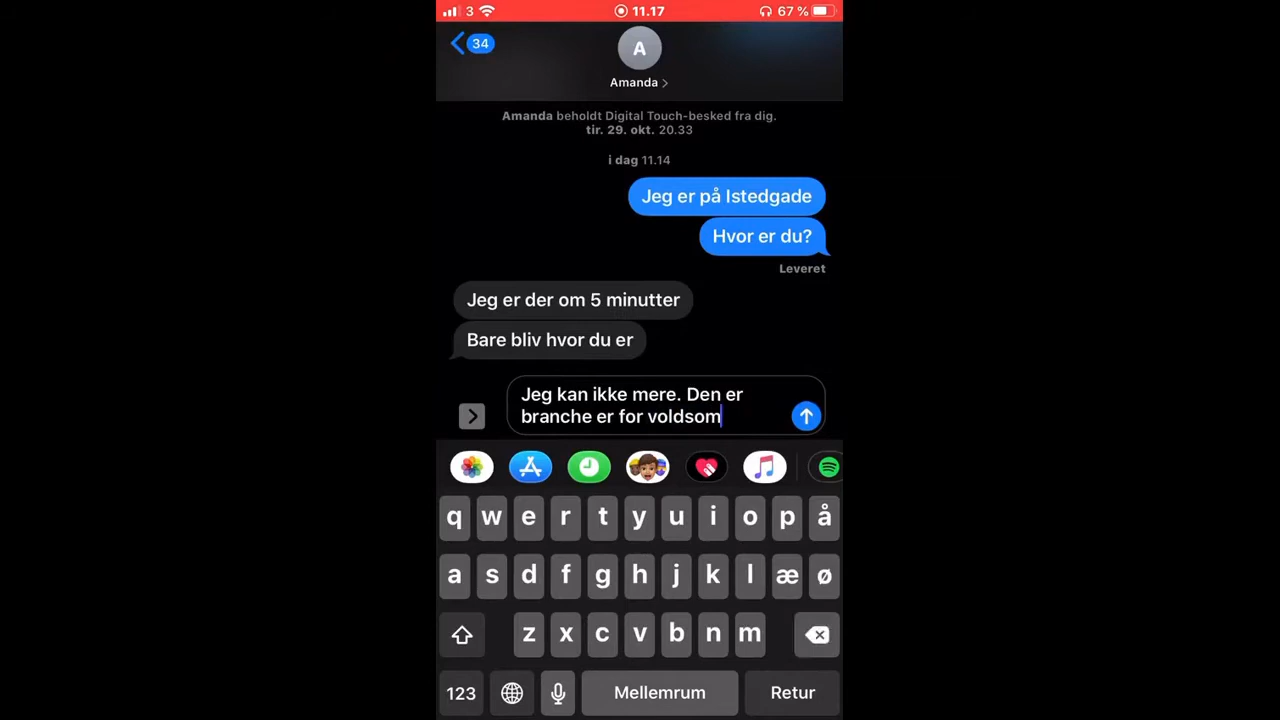 3 11.17 67 %
34
A
Amanda
Amanda beholdt Digital Touch-besked fra dig.
tir. 29. okt. 20.33
i dag 11.14
Jeg er på Istedgade
Hvor er du?
Leveret
Jeg er der om 5 minutter
Bare bliv hvor du er
Jeg kan ikke mere. Den er
branche er for voldsom
q w e r t y u i o p å
a s d f g h j k l æ ø
z x c v b n m
123 Mellemrum Retur